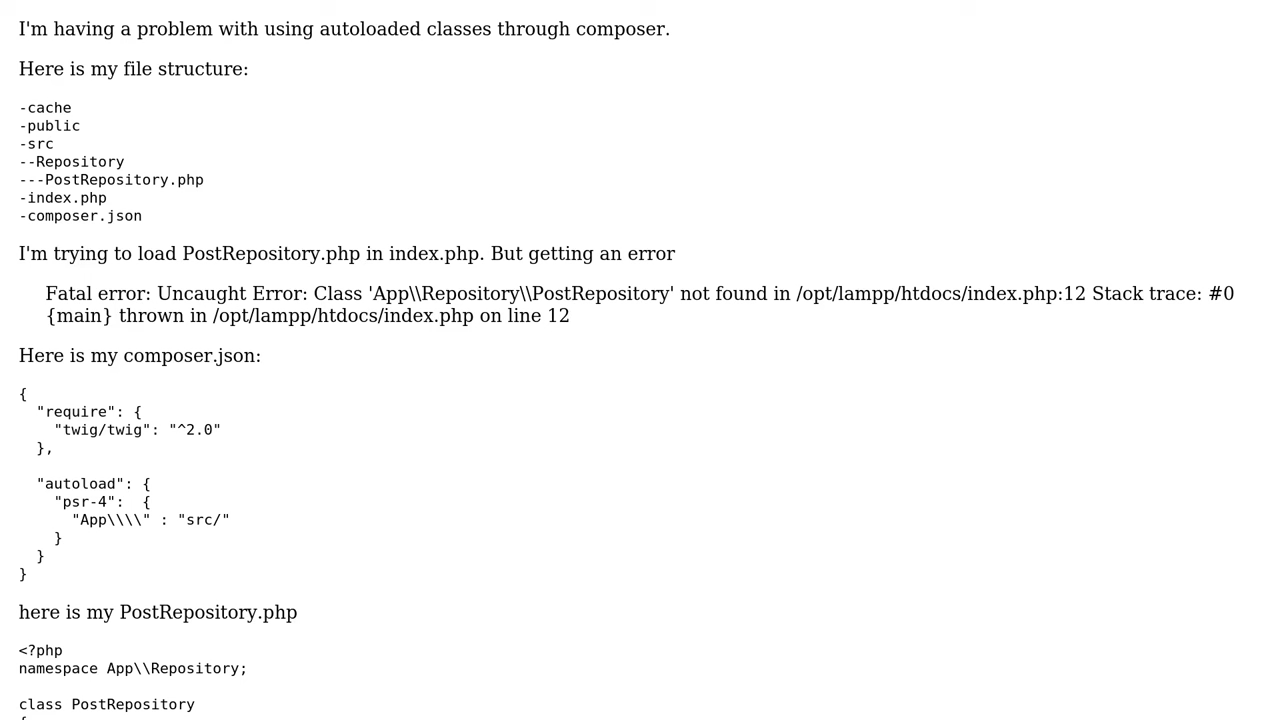 I'm having a problem with using autoloaded classes through composer.
Here is my file structure:
-cache
-public
-src
--Repository
---PostRepository.php
-index.php
-composer.json
I'm trying to load PostRepository.php in index.php. But getting an error
Fatal error: Uncaught Error: Class 'App\\Repository\\PostRepository' not found in /opt/lampp/htdocs/index.php:12 Stack trace: #0
{main} thrown in /opt/lampp/htdocs/index.php on line 12
Here is my composer.json:
{
  "require": {
    "twig/twig": "^2.0"
  },
  "autoload": {
    "psr-4":  {
      "App\\\\" : "src/"
    }
  }
}
here is my PostRepository.php
<?php
namespace App\\Repository;
class PostRepository